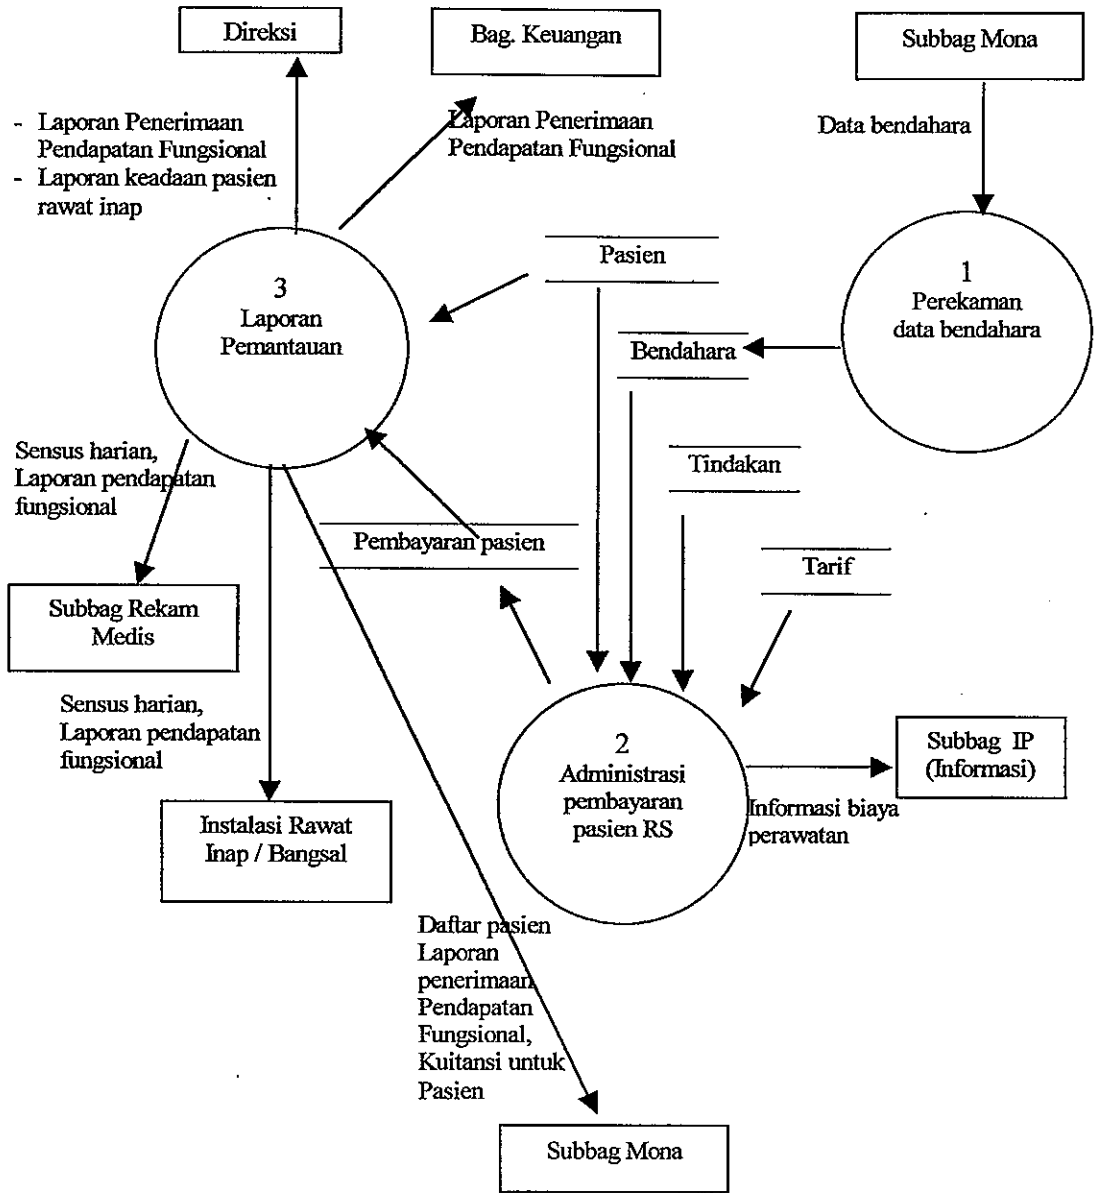 Direksi
Bag. Keuangan
Subbag Mona
- Laporan Penerimaan
Pendapatan Fungsional
- Laporan keadaan pasien
rawat inap
Laporan Penerimaan
Pendapatan Fungsional
Data bendahara
3
Laporan
Pemantauan
Pasien
1
Perekaman
data bendahara
Bendahara
Sensus harian,
Laporan pendapatan
fungsional
Tindakan
Pembayaran pasien
Tarif
Subbag Rekam
Medis
Sensus harian,
Laporan pendapatan
fungsional
2
Administrasi
pembayaran
pasien RS
Subbag IP
(Informasi)
Informasi biaya
perawatan
Instalasi Rawat
Inap / Bangsal
Daftar pasien
Laporan
penerimaan
Pendapatan
Fungsional,
Kuitansi untuk
Pasien
Subbag Mona